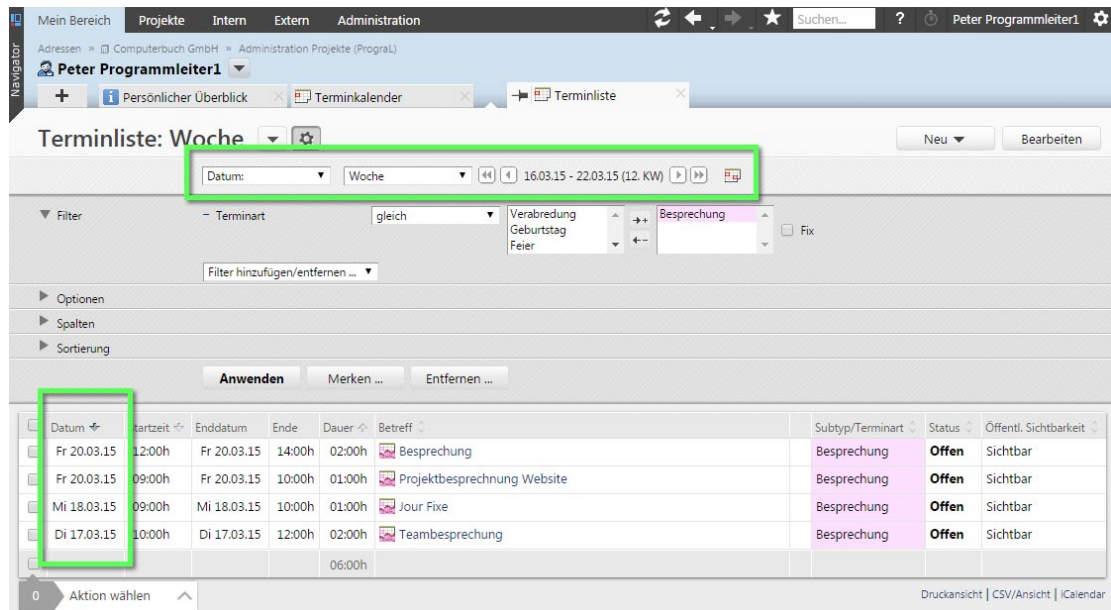 Mein Bereich Projekte Intern Extern Administration Suchen... ? Peter Programmleiter1
Navigator
Adressen » Computerbuch GmbH » Administration Projekte (PrograL)
Peter Programmleiter1
+ Persönlicher Überblick Terminkalender Terminliste
Terminliste: Woche Neu Bearbeiten
Datum: Woche 16.03.15 - 22.03.15 (12. KW)
Filter – Terminart gleich Verabredung Besprechung Fix
Geburtstag
Feier
Filter hinzufügen/entfernen ...
Optionen
Spalten
Sortierung
Anwenden Merken ... Entfernen ...
Datum Startzeit Enddatum Ende Dauer Betreff Subtyp/Terminart Status Öffentl. Sichtbarkeit
Fr 20.03.15 12:00h Fr 20.03.15 14:00h 02:00h Besprechung Besprechung Offen Sichtbar
Fr 20.03.15 09:00h Fr 20.03.15 10:00h 01:00h Projektbesprechnung Website Besprechung Offen Sichtbar
Mi 18.03.15 09:00h Mi 18.03.15 10:00h 01:00h Jour Fixe Besprechung Offen Sichtbar
Di 17.03.15 10:00h Di 17.03.15 12:00h 02:00h Teambesprechung Besprechung Offen Sichtbar
06:00h
0 Aktion wählen Druckansicht | CSV/Ansicht | iCalendar